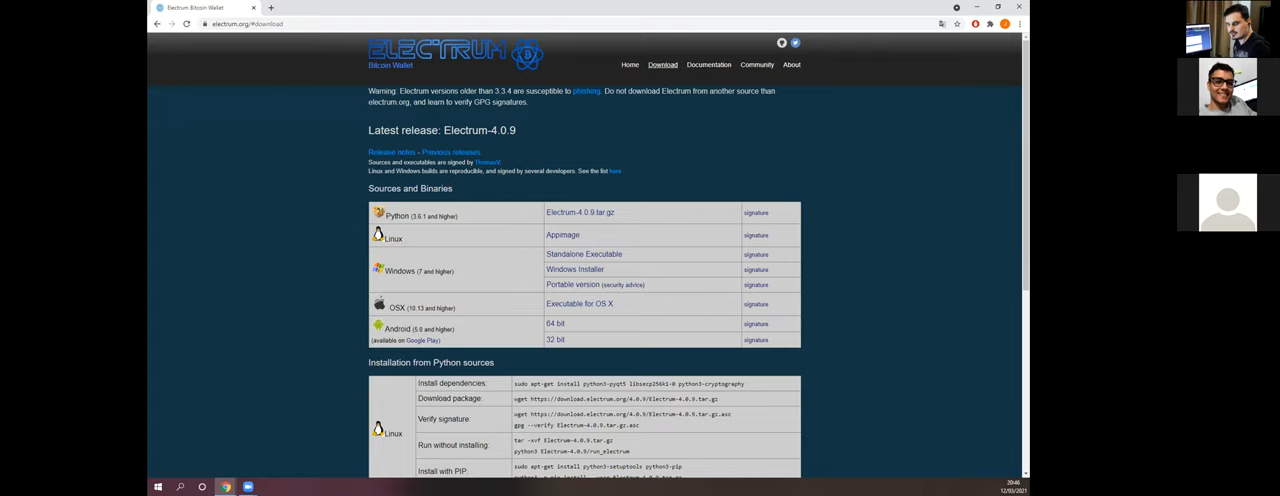 Electrum Bitcoin Wallet
electrum.org/#download
ELECTRUM
Bitcoin Wallet
Home Download Documentation Community About
Warning: Electrum versions older than 3.3.4 are susceptible to phishing. Do not download Electrum from another source than
electrum.org, and learn to verify GPG signatures.
Latest release: Electrum-4.0.9
Release notes - Previous releases
Sources and executables are signed by ThomasV.
Linux and Windows builds are reproducible, and signed by several developers. See the list here
Sources and Binaries
Python (3.6.1 and higher) Electrum-4.0.9.tar.gz signature
Linux Appimage signature
Windows (7 and higher)
Standalone Executable signature
Windows Installer signature
Portable version (security advice) signature
OSX (10.13 and higher) Executable for OS X signature
Android (5.0 and higher)
(available on Google Play)
64 bit signature
32 bit signature
Installation from Python sources
Linux
Install dependencies: sudo apt-get install python3-pyqt5 libsecp256k1-0 python3-cryptography
Download package: wget https://download.electrum.org/4.0.9/Electrum-4.0.9.tar.gz
Verify signature: wget https://download.electrum.org/4.0.9/Electrum-4.0.9.tar.gz.asc
gpg --verify Electrum-4.0.9.tar.gz.asc
Run without installing: tar -xvf Electrum-4.0.9.tar.gz
python3 Electrum-4.0.9/run_electrum
Install with PIP: sudo apt-get install python3-setuptools python3-pip
20:46
12/03/2021